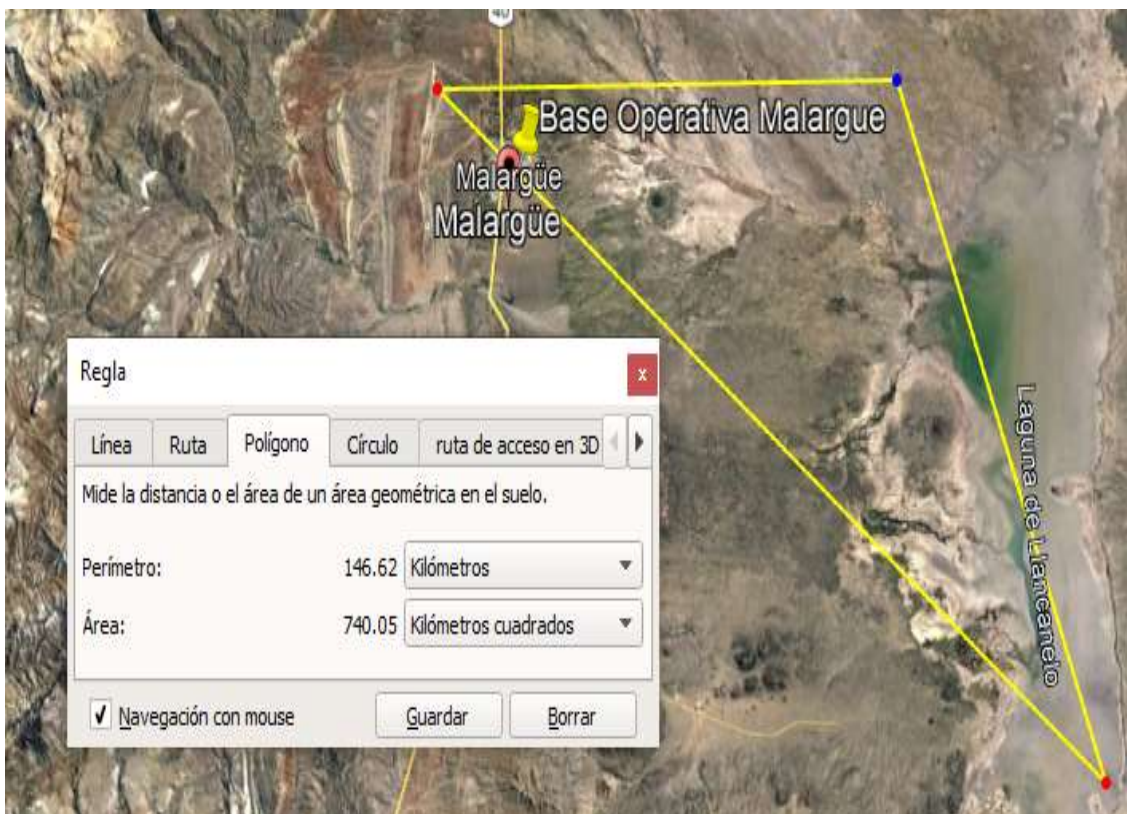 40
Base Operativa Malargue
Malargüe
Malargüe
Regla
x
Línea Ruta Polígono Círculo ruta de acceso en 3D
Mide la distancia o el área de un área geométrica en el suelo.
Perímetro: 146.62 Kilómetros
Área: 740.05 Kilómetros cuadrados
Navegación con mouse Guardar Borrar
Laguna de Llancanelo